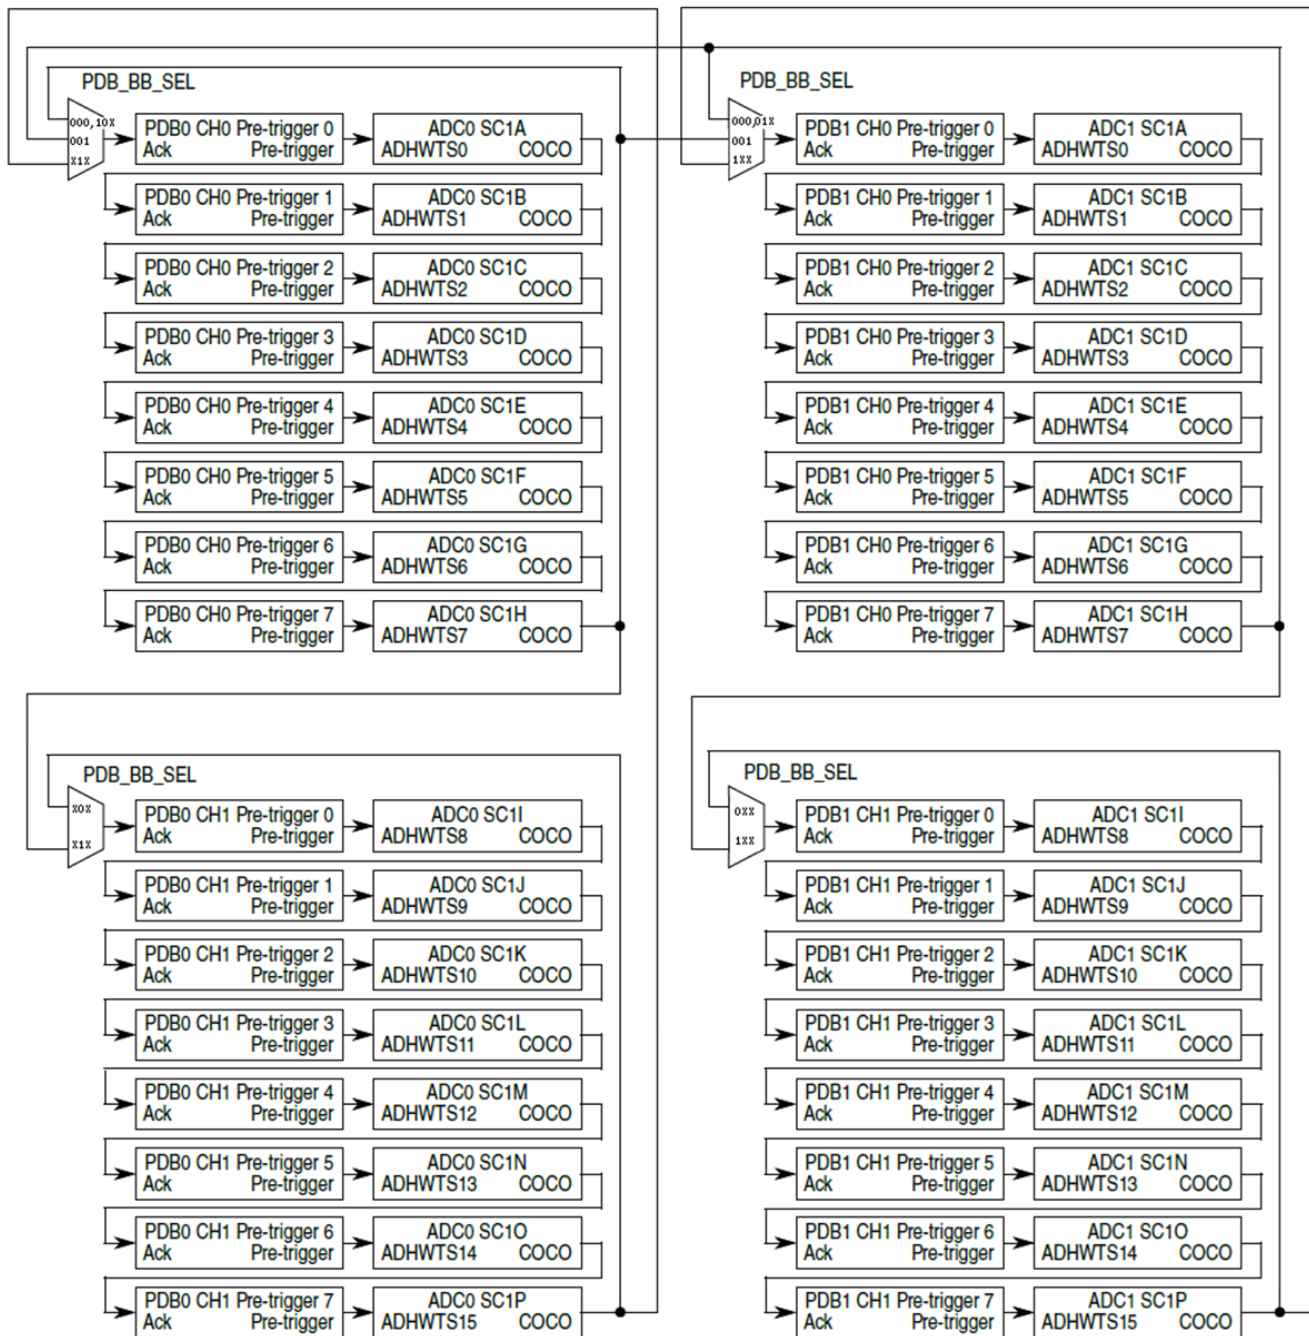 PDB_BB_SEL
000,10X
001
X1X
PDB0 CH0 Pre-trigger 0
Ack Pre-trigger
ADC0 SC1A
ADHWTS0 COCO
PDB0 CH0 Pre-trigger 1
Ack Pre-trigger
ADC0 SC1B
ADHWTS1 COCO
PDB0 CH0 Pre-trigger 2
Ack Pre-trigger
ADC0 SC1C
ADHWTS2 COCO
PDB0 CH0 Pre-trigger 3
Ack Pre-trigger
ADC0 SC1D
ADHWTS3 COCO
PDB0 CH0 Pre-trigger 4
Ack Pre-trigger
ADC0 SC1E
ADHWTS4 COCO
PDB0 CH0 Pre-trigger 5
Ack Pre-trigger
ADC0 SC1F
ADHWTS5 COCO
PDB0 CH0 Pre-trigger 6
Ack Pre-trigger
ADC0 SC1G
ADHWTS6 COCO
PDB0 CH0 Pre-trigger 7
Ack Pre-trigger
ADC0 SC1H
ADHWTS7 COCO
PDB_BB_SEL
000,01X
001
1XX
PDB1 CH0 Pre-trigger 0
Ack Pre-trigger
ADC1 SC1A
ADHWTS0 COCO
PDB1 CH0 Pre-trigger 1
Ack Pre-trigger
ADC1 SC1B
ADHWTS1 COCO
PDB1 CH0 Pre-trigger 2
Ack Pre-trigger
ADC1 SC1C
ADHWTS2 COCO
PDB1 CH0 Pre-trigger 3
Ack Pre-trigger
ADC1 SC1D
ADHWTS3 COCO
PDB1 CH0 Pre-trigger 4
Ack Pre-trigger
ADC1 SC1E
ADHWTS4 COCO
PDB1 CH0 Pre-trigger 5
Ack Pre-trigger
ADC1 SC1F
ADHWTS5 COCO
PDB1 CH0 Pre-trigger 6
Ack Pre-trigger
ADC1 SC1G
ADHWTS6 COCO
PDB1 CH0 Pre-trigger 7
Ack Pre-trigger
ADC1 SC1H
ADHWTS7 COCO
PDB_BB_SEL
X0X
X1X
PDB0 CH1 Pre-trigger 0
Ack Pre-trigger
ADC0 SC1I
ADHWTS8 COCO
PDB0 CH1 Pre-trigger 1
Ack Pre-trigger
ADC0 SC1J
ADHWTS9 COCO
PDB0 CH1 Pre-trigger 2
Ack Pre-trigger
ADC0 SC1K
ADHWTS10 COCO
PDB0 CH1 Pre-trigger 3
Ack Pre-trigger
ADC0 SC1L
ADHWTS11 COCO
PDB0 CH1 Pre-trigger 4
Ack Pre-trigger
ADC0 SC1M
ADHWTS12 COCO
PDB0 CH1 Pre-trigger 5
Ack Pre-trigger
ADC0 SC1N
ADHWTS13 COCO
PDB0 CH1 Pre-trigger 6
Ack Pre-trigger
ADC0 SC1O
ADHWTS14 COCO
PDB0 CH1 Pre-trigger 7
Ack Pre-trigger
ADC0 SC1P
ADHWTS15 COCO
PDB_BB_SEL
0XX
1XX
PDB1 CH1 Pre-trigger 0
Ack Pre-trigger
ADC1 SC1I
ADHWTS8 COCO
PDB1 CH1 Pre-trigger 1
Ack Pre-trigger
ADC1 SC1J
ADHWTS9 COCO
PDB1 CH1 Pre-trigger 2
Ack Pre-trigger
ADC1 SC1K
ADHWTS10 COCO
PDB1 CH1 Pre-trigger 3
Ack Pre-trigger
ADC1 SC1L
ADHWTS11 COCO
PDB1 CH1 Pre-trigger 4
Ack Pre-trigger
ADC1 SC1M
ADHWTS12 COCO
PDB1 CH1 Pre-trigger 5
Ack Pre-trigger
ADC1 SC1N
ADHWTS13 COCO
PDB1 CH1 Pre-trigger 6
Ack Pre-trigger
ADC1 SC1O
ADHWTS14 COCO
PDB1 CH1 Pre-trigger 7
Ack Pre-trigger
ADC1 SC1P
ADHWTS15 COCO